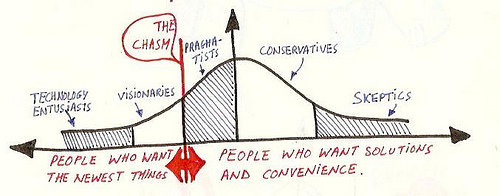 THE
CHASM
PRAGMA-
TISTS
CONSERVATIVES
TECHNOLOGY
ENTUSIASTS
VISIONARIES
SKEPTICS
PEOPLE WHO WANT
THE NEWEST THINGS
PEOPLE WHO WANT SOLUTIONS
AND CONVENIENCE.